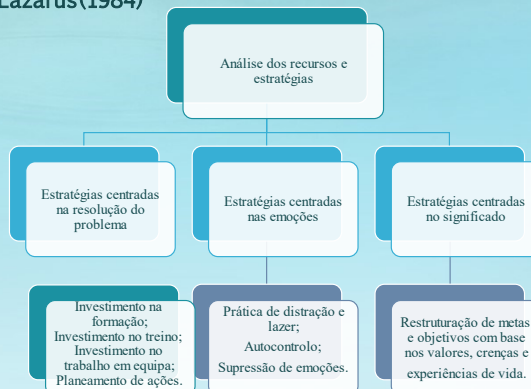 Lazarus (1984)
Análise dos recursos e
estratégias
Estratégias centradas
na resolução do
problema
Estratégias centradas
nas emoções
Estratégias centradas
no significado
Investimento na
formação;
Investimento no treino;
Investimento no
trabalho em equipa;
Planeamento de ações.
Prática de distração e
lazer;
Autocontrolo;
Supressão de emoções.
Restruturação de metas
e objetivos com base
nos valores, crenças e
experiências de vida.